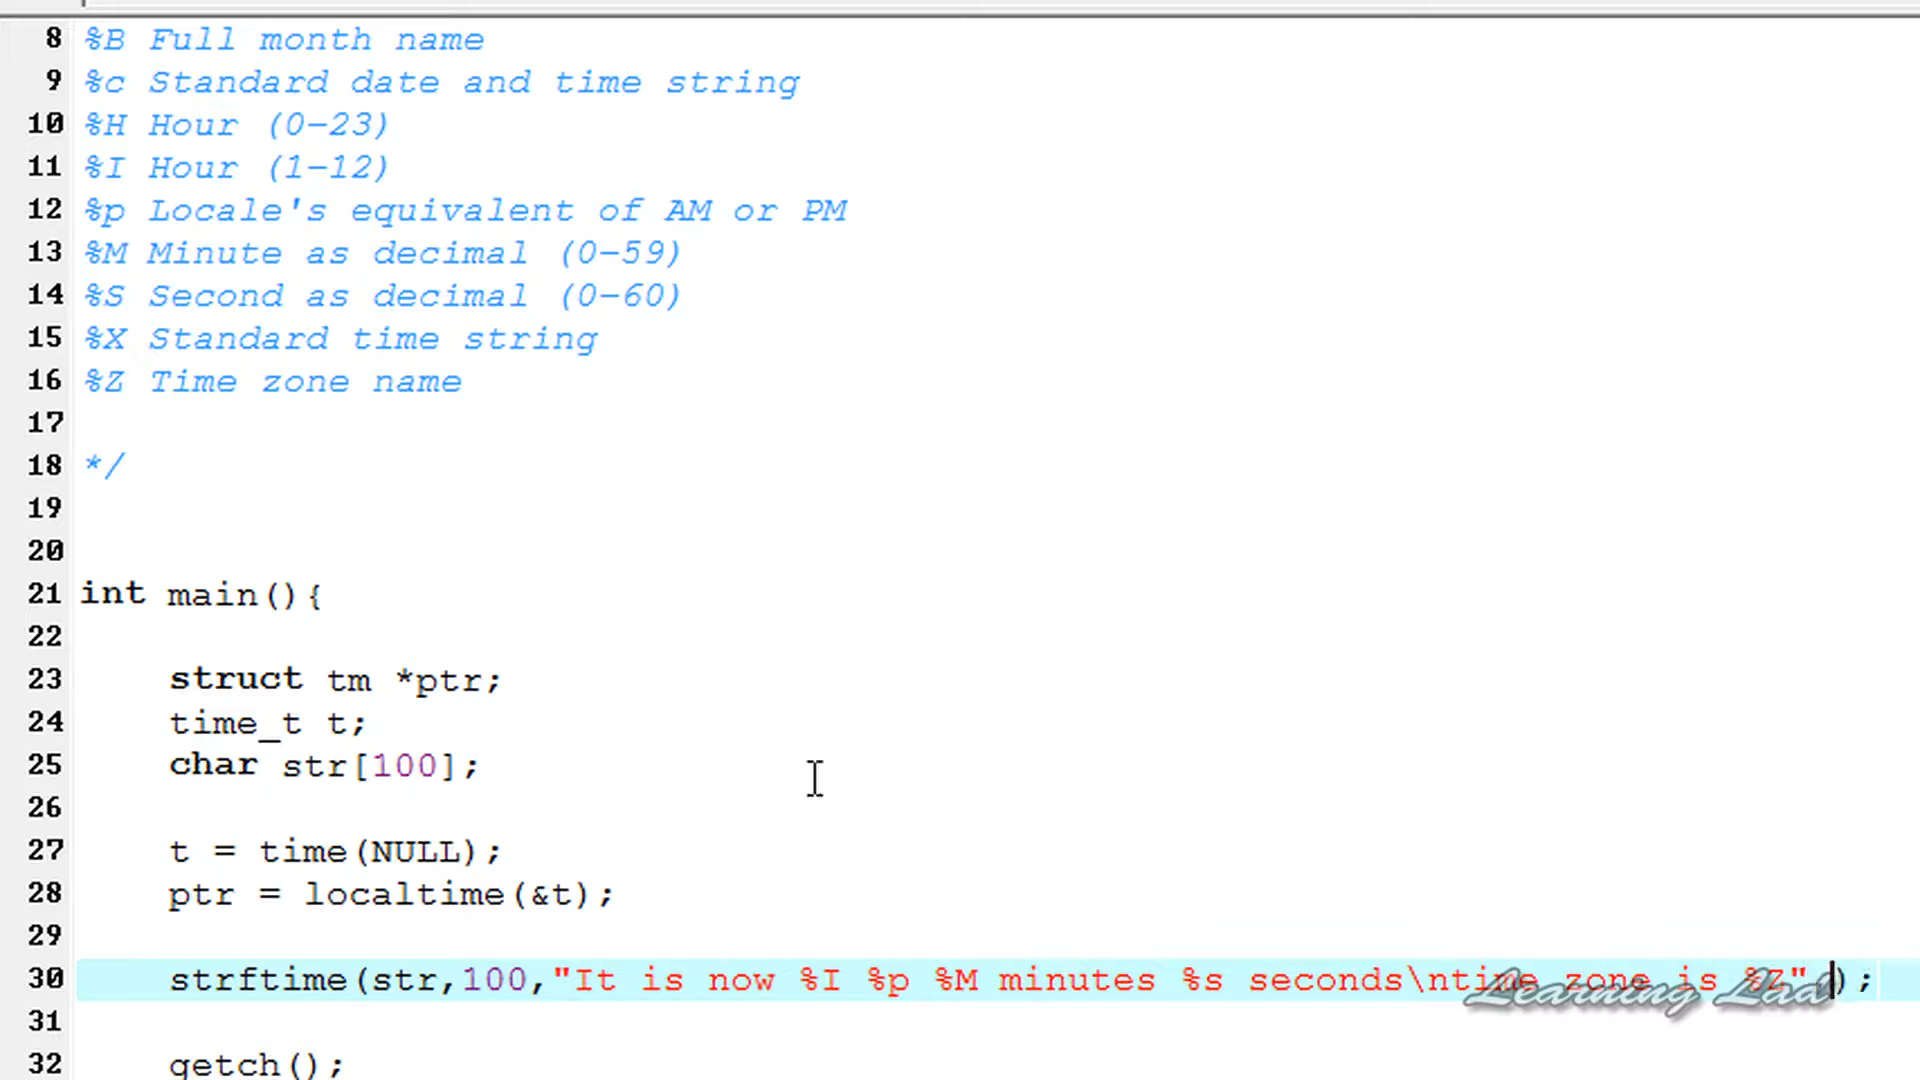 8 %B Full month name
9 %c Standard date and time string
10 %H Hour (0-23)
11 %I Hour (1-12)
12 %p Locale's equivalent of AM or PM
13 %M Minute as decimal (0-59)
14 %S Second as decimal (0-60)
15 %X Standard time string
16 %Z Time zone name
17
18 */
19
20
21 int main(){
22
23 struct tm *ptr;
24 time_t t;
25 char str[100];
26
27 t = time(NULL);
28 ptr = localtime(&t);
29
30 strftime(str,100,"It is now %I %p %M minutes %s seconds\ntime zone is %Z" );
Learning Lad
31
32 getch();